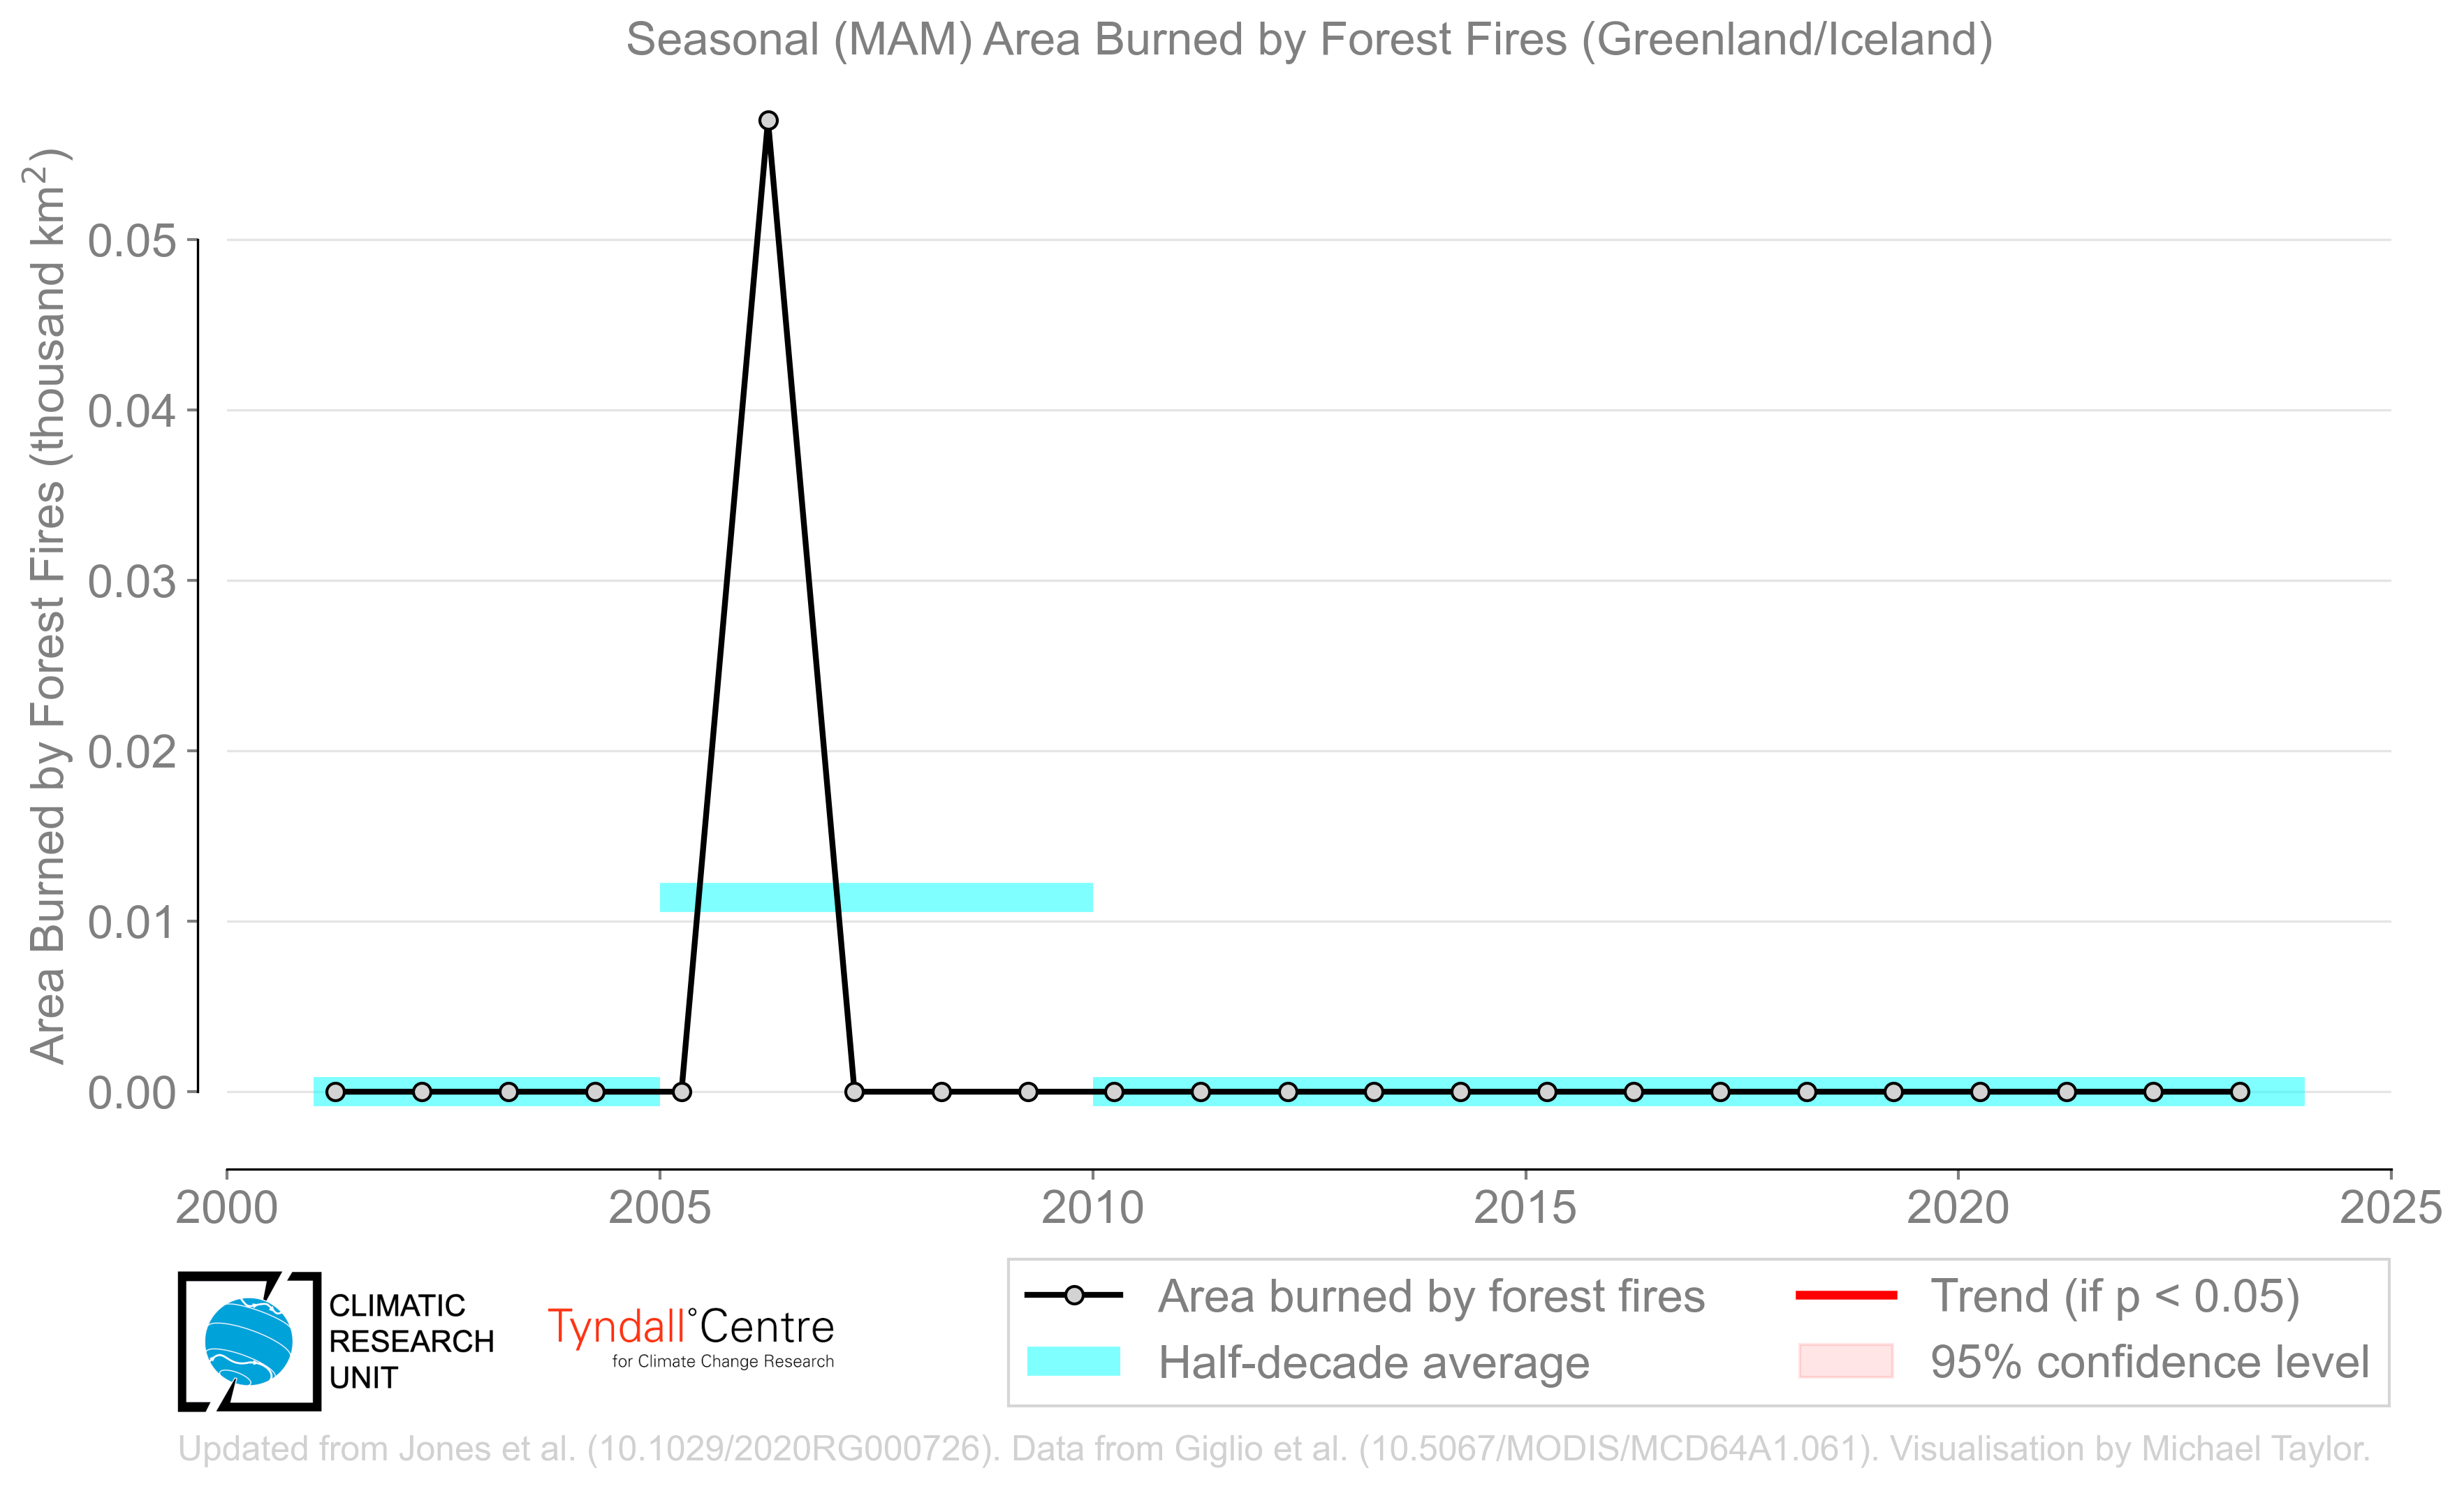 Seasonal (MAM) Area Burned by Forest Fires (Greenland/Iceland)
Area Burned by Forest Fires (thousand km²)
0.05
0.04
0.03
0.02
0.01
0.00
2000 2005 2010 2015 2020 2025
Area burned by forest fires
Half-decade average
Trend (if p < 0.05)
95% confidence level
CLIMATIC
RESEARCH
UNIT
Tyndall°Centre
for Climate Change Research
Updated from Jones et al. (10.1029/2020RG000726). Data from Giglio et al. (10.5067/MODIS/MCD64A1.061). Visualisation by Michael Taylor.